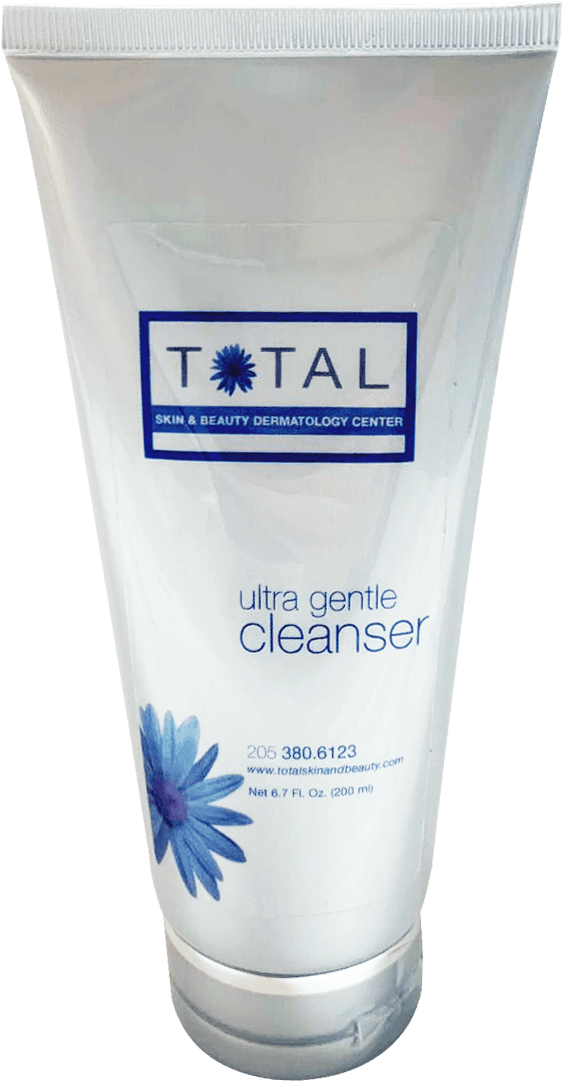 TOTAL
SKIN & BEAUTY DERMATOLOGY CENTER
ultra gentle
cleanser
205 380.6123
www.totalskinandbeauty.com
Net 6.7 Fl. Oz. (200 ml)